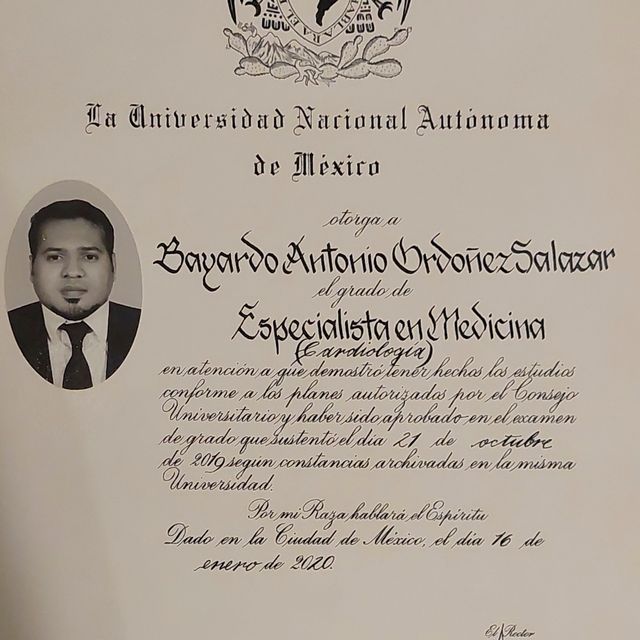 HABLARA EL
La Universidad Nacional Autónoma
de México
otorga a
Bayardo Antonio Ordoñez Salazar
el grado de
Especialista en Medicina
(Cardiología)
en atención a que demostró tener hechos los estudios
conforme a los planes autorizados por el Consejo
Universitario y haber sido aprobado en el examen
de grado que sustentó el día 21 de octubre
de 2019 según constancias archivadas en la misma
Universidad.
Por mi Raza hablará el Espíritu
Dado en la Ciudad de México, el día 16 de
enero de 2020.
El Rector